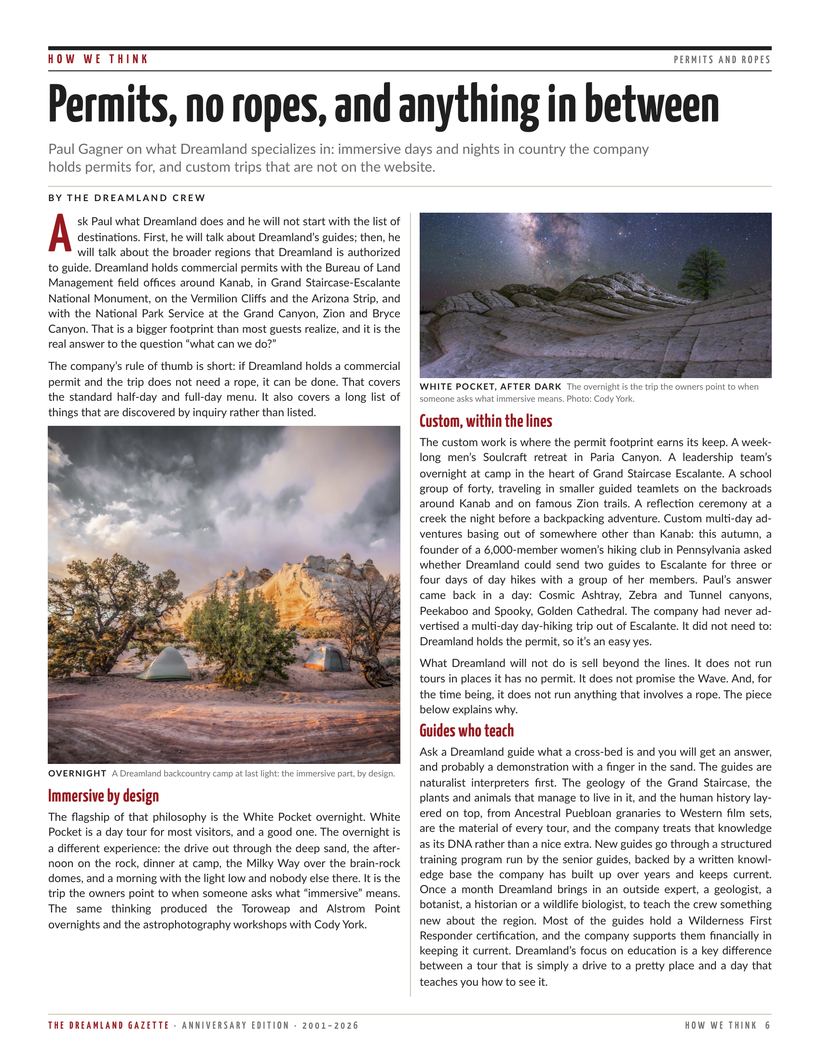 HOW WE THINK
PERMITS AND ROPES
Permits, no ropes, and anything in between
Paul Gagner on what Dreamland specializes in: immersive days and nights in country the company
holds permits for, and custom trips that are not on the website.
BY THE DREAMLAND CREW
Ask Paul what Dreamland does and he will not start with the list of
destinations. First, he will talk about Dreamland's guides; then, he
will talk about the broader regions that Dreamland is authorized
to guide. Dreamland holds commercial permits with the Bureau of Land
Management field offices around Kanab, in Grand Staircase-Escalante
National Monument, on the Vermilion Cliffs and the Arizona Strip, and
with the National Park Service at the Grand Canyon, Zion and Bryce
Canyon. That is a bigger footprint than most guests realize, and it is the
real answer to the question “what can we do?”
The company's rule of thumb is short: if Dreamland holds a commercial
permit and the trip does not need a rope, it can be done. That covers
the standard half-day and full-day menu. It also covers a long list of
things that are discovered by inquiry rather than listed.
OVERNIGHT A Dreamland backcountry camp at last light: the immersive part, by design.
Immersive by design
The flagship of that philosophy is the White Pocket overnight. White
Pocket is a day tour for most visitors, and a good one. The overnight is
a different experience: the drive out through the deep sand, the after-
noon on the rock, dinner at camp, the Milky Way over the brain-rock
domes, and a morning with the light low and nobody else there. It is the
trip the owners point to when someone asks what “immersive” means.
The same thinking produced the Toroweap and Alstrom Point
overnights and the astrophotography workshops with Cody York.
WHITE POCKET, AFTER DARK The overnight is the trip the owners point to when
someone asks what immersive means. Photo: Cody York.
Custom, within the lines
The custom work is where the permit footprint earns its keep. A week-
long men's Soulcraft retreat in Paria Canyon. A leadership team's
overnight at camp in the heart of Grand Staircase Escalante. A school
group of forty, traveling in smaller guided teamlets on the backroads
around Kanab and on famous Zion trails. A reflection ceremony at a
creek the night before a backpacking adventure. Custom multi-day ad-
ventures basing out of somewhere other than Kanab: this autumn, a
founder of a 6,000-member women's hiking club in Pennsylvania asked
whether Dreamland could send two guides to Escalante for three or
four days of day hikes with a group of her members. Paul's answer
came back in a day: Cosmic Ashtray, Zebra and Tunnel canyons,
Peekaboo and Spooky, Golden Cathedral. The company had never ad-
vertised a multi-day day-hiking trip out of Escalante. It did not need to:
Dreamland holds the permit, so it's an easy yes.
What Dreamland will not do is sell beyond the lines. It does not run
tours in places it has no permit. It does not promise the Wave. And, for
the time being, it does not run anything that involves a rope. The piece
below explains why.
Guides who teach
Ask a Dreamland guide what a cross-bed is and you will get an answer,
and probably a demonstration with a finger in the sand. The guides are
naturalist interpreters first. The geology of the Grand Staircase, the
plants and animals that manage to live in it, and the human history lay-
ered on top, from Ancestral Puebloan granaries to Western film sets,
are the material of every tour, and the company treats that knowledge
as its DNA rather than a nice extra. New guides go through a structured
training program run by the senior guides, backed by a written knowl-
edge base the company has built up over years and keeps current.
Once a month Dreamland brings in an outside expert, a geologist, a
botanist, a historian or a wildlife biologist, to teach the crew something
new about the region. Most of the guides hold a Wilderness First
Responder certification, and the company supports them financially in
keeping it current. Dreamland's focus on education is a key difference
between a tour that is simply a drive to a pretty place and a day that
teaches you how to see it.
THE DREAMLAND GAZETTE · ANNIVERSARY EDITION · 2001–2026
HOW WE THINK 6